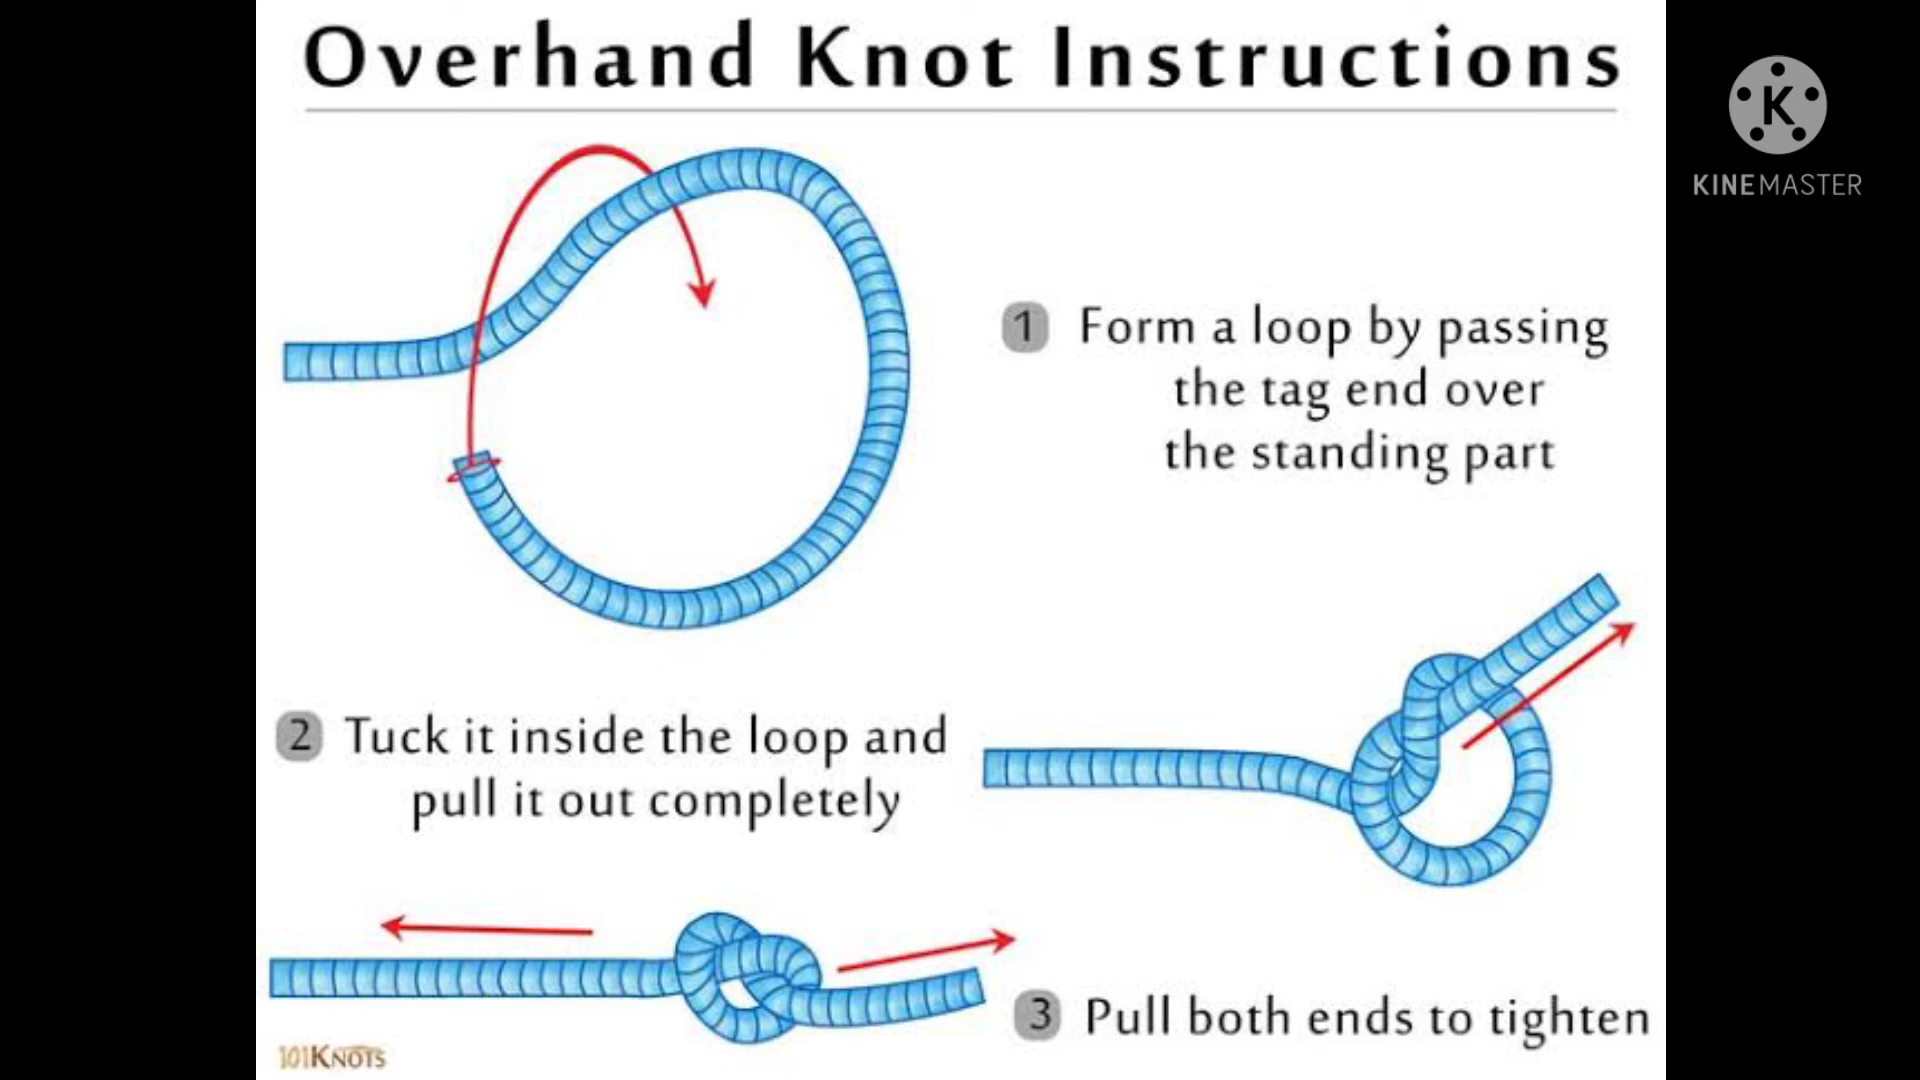 Overhand Knot Instructions
K
KINEMASTER
1 Form a loop by passing
the tag end over
the standing part
2 Tuck it inside the loop and
pull it out completely
3 Pull both ends to tighten
101KNOTS